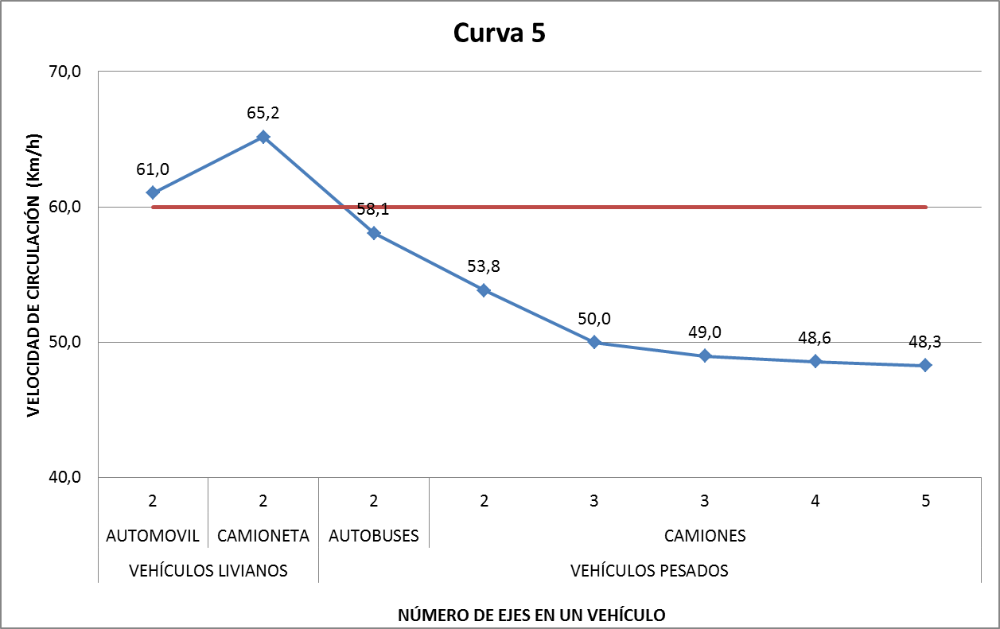 Curva 5
VELOCIDAD DE CIRCULACIÓN (Km/h)
70,0
60,0
50,0
40,0
61,0
65,2
58,1
53,8
50,0
49,0
48,6
48,3
2 2 2 2 3 3 4 5
AUTOMOVIL CAMIONETA AUTOBUSES CAMIONES
VEHÍCULOS LIVIANOS VEHÍCULOS PESADOS
NÚMERO DE EJES EN UN VEHÍCULO